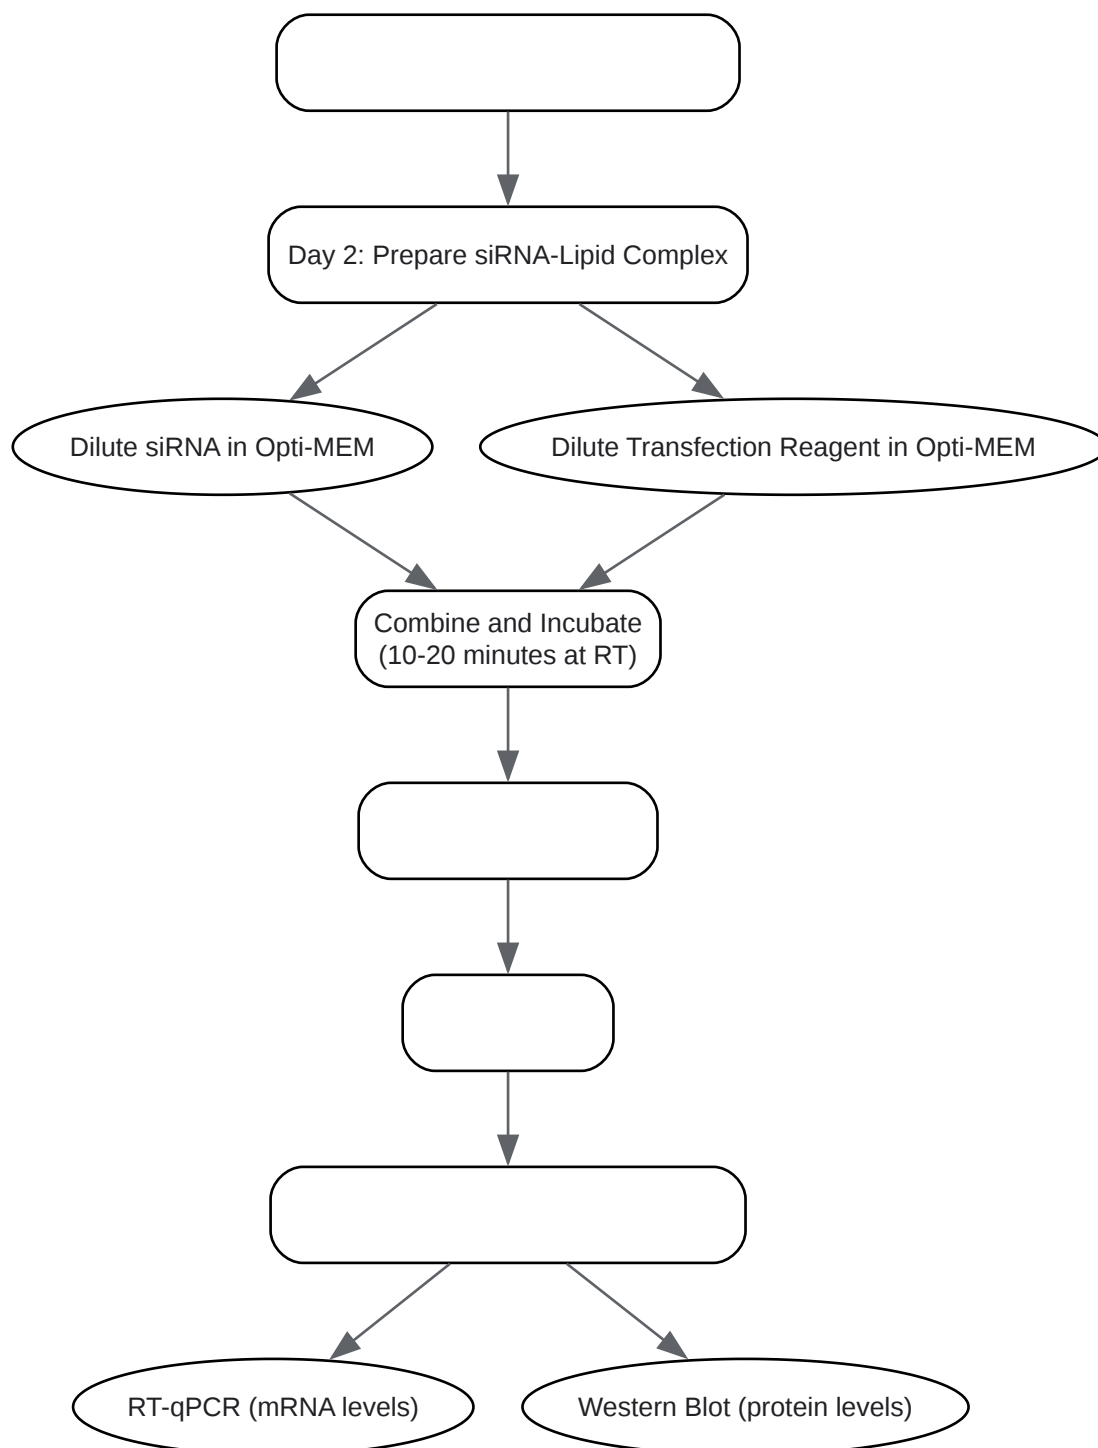 Day 2: Prepare siRNA-Lipid Complex
Dilute siRNA in Opti-MEM
Dilute Transfection Reagent in Opti-MEM
Combine and Incubate
(10-20 minutes at RT)
RT-qPCR (mRNA levels)
Western Blot (protein levels)